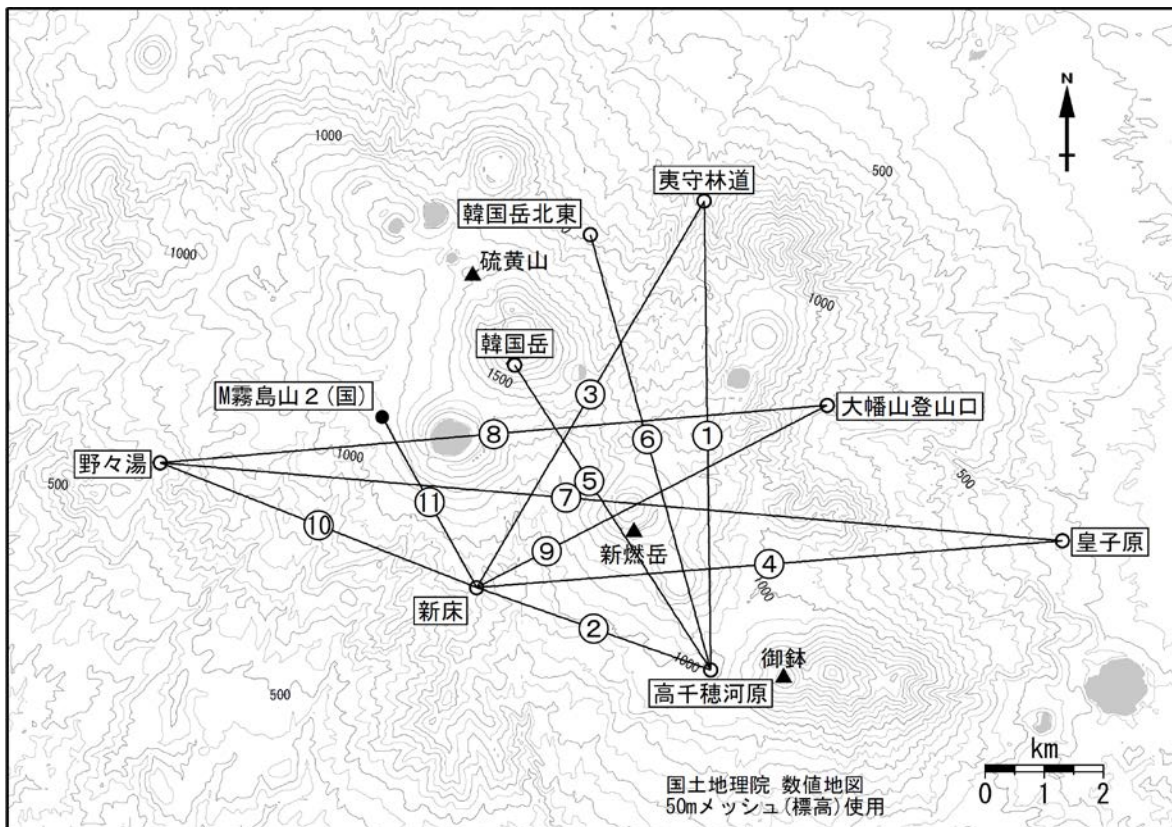 1000
N
500
夷守林道
韓国岳北東
1000
硫黄山
1000
韓国岳
1500
③
M霧島山2(国)
大幡山登山口
⑧
⑥
①
1000
野々湯
500
⑤
500
⑦
⑪
⑩
新燃岳
⑨
皇子原
④
1000
新床
②
1000
御鉢
高千穂河原
500
km
国土地理院 数値地図
50mメッシュ(標高)使用
0 1 2